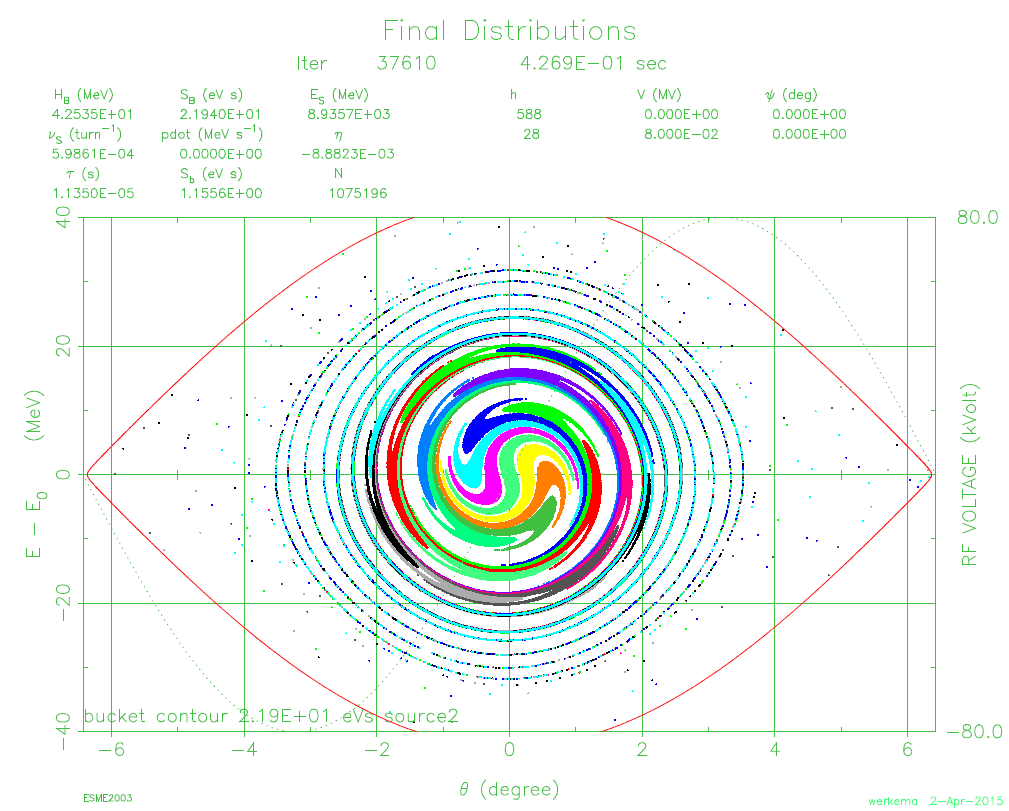 Final Distributions
Iter 37610 4.269E−01 sec
H_B (MeV) S_B (eV s) E_S (MeV) h V (MV) ψ (deg)
4.2535E+01 2.1940E+01 8.9357E+03 588 0.000E+00 0.000E+00
ν_S (turn⁻¹) pdot (MeV s⁻¹) η 28 8.000E−02 0.000E+00
5.9861E−04 0.0000E+00 −8.8823E−03
τ (s) S_b (eV s) N
1.1350E−05 1.1556E+00 1075196
40 80.0
20
0
−20
−40 −80.0
E − E_0 (MeV)
RF VOLTAGE (kVolt)
bucket contour 2.19E+01 eVs source2
−6 −4 −2 0 2 4 6
θ (degree)
ESME2003 werkema 2−Apr−2015